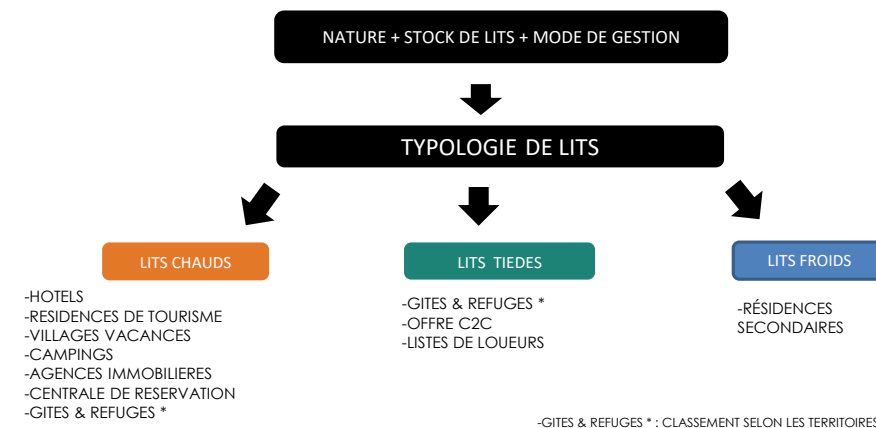 NATURE + STOCK DE LITS + MODE DE GESTION
TYPOLOGIE DE LITS
LITS CHAUDS
-HOTELS
-RESIDENCES DE TOURISME
-VILLAGES VACANCES
-CAMPINGS
-AGENCES IMMOBILIERES
-CENTRALE DE RESERVATION
-GITES & REFUGES *
LITS TIEDES
-GITES & REFUGES *
-OFFRE C2C
-LISTES DE LOUEURS
LITS FROIDS
-RÉSIDENCES
SECONDAIRES
-GITES & REFUGES * : CLASSEMENT SELON LES TERRITOIRES